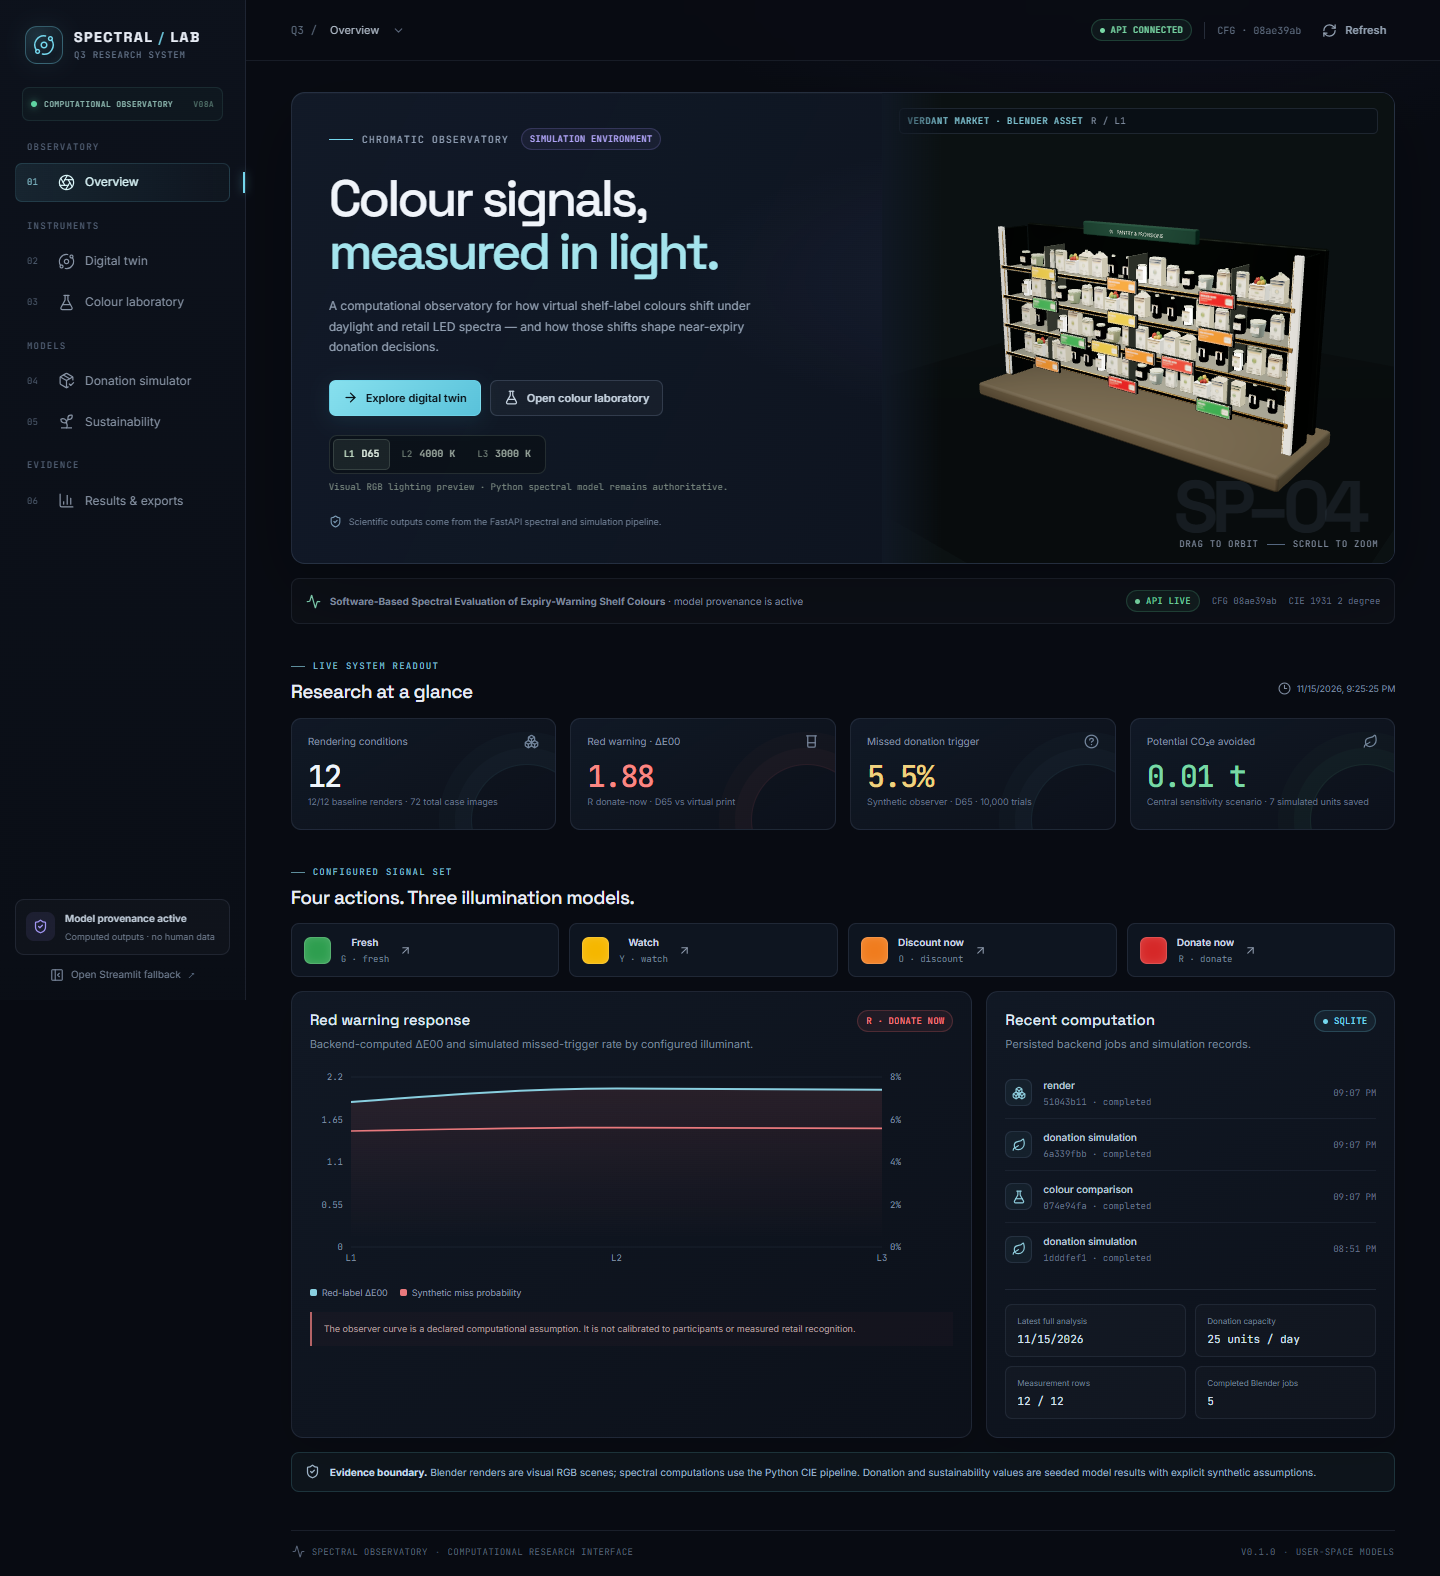 SPECTRAL / LAB
Q3 RESEARCH SYSTEM
COMPUTATIONAL OBSERVATORY V08A
OBSERVATORY
01 Overview
INSTRUMENTS
02 Digital twin
03 Colour laboratory
MODELS
04 Donation simulator
05 Sustainability
EVIDENCE
06 Results & exports
Model provenance active
Computed outputs · no human data
Open Streamlit fallback ↗
Q3 / Overview
API CONNECTED
CFG · 08ae39ab
Refresh
CHROMATIC OBSERVATORY
SIMULATION ENVIRONMENT
Colour signals,
measured in light.
A computational observatory for how virtual shelf-label colours shift under
daylight and retail LED spectra — and how those shifts shape near-expiry
donation decisions.
Explore digital twin
Open colour laboratory
L1 D65 L2 4000 K L3 3000 K
Visual RGB lighting preview · Python spectral model remains authoritative.
Scientific outputs come from the FastAPI spectral and simulation pipeline.
VERDANT MARKET · BLENDER ASSET R / L1
PANTRY & PROVISIONS
SP-04
DRAG TO ORBIT — SCROLL TO ZOOM
Software-Based Spectral Evaluation of Expiry-Warning Shelf Colours · model provenance is active
API LIVE CFG 08ae39ab CIE 1931 2 degree
LIVE SYSTEM READOUT
Research at a glance
11/15/2026, 9:25:25 PM
Rendering conditions
12
12/12 baseline renders · 72 total case images
Red warning · ΔE00
1.88
R donate-now · D65 vs virtual print
Missed donation trigger
5.5%
Synthetic observer · D65 · 10,000 trials
Potential CO₂e avoided
0.01 t
Central sensitivity scenario · 7 simulated units saved
CONFIGURED SIGNAL SET
Four actions. Three illumination models.
Fresh
G · fresh
Watch
Y · watch
Discount now
O · discount
Donate now
R · donate
Red warning response
R · DONATE NOW
Backend-computed ΔE00 and simulated missed-trigger rate by configured illuminant.
2.2 8%
1.65 6%
1.1 4%
0.55 2%
0 0%
L1 L2 L3
Red-label ΔE00 Synthetic miss probability
The observer curve is a declared computational assumption. It is not calibrated to participants or measured retail recognition.
Recent computation
SQLITE
Persisted backend jobs and simulation records.
render
51043b11 · completed
09:07 PM
donation simulation
6a339fbb · completed
09:07 PM
colour comparison
074e94fa · completed
09:07 PM
donation simulation
1dddfef1 · completed
08:51 PM
Latest full analysis
11/15/2026
Donation capacity
25 units / day
Measurement rows
12 / 12
Completed Blender jobs
5
Evidence boundary. Blender renders are visual RGB scenes; spectral computations use the Python CIE pipeline. Donation and sustainability values are seeded model results with explicit synthetic assumptions.
SPECTRAL OBSERVATORY · COMPUTATIONAL RESEARCH INTERFACE
V0.1.0 · USER-SPACE MODELS